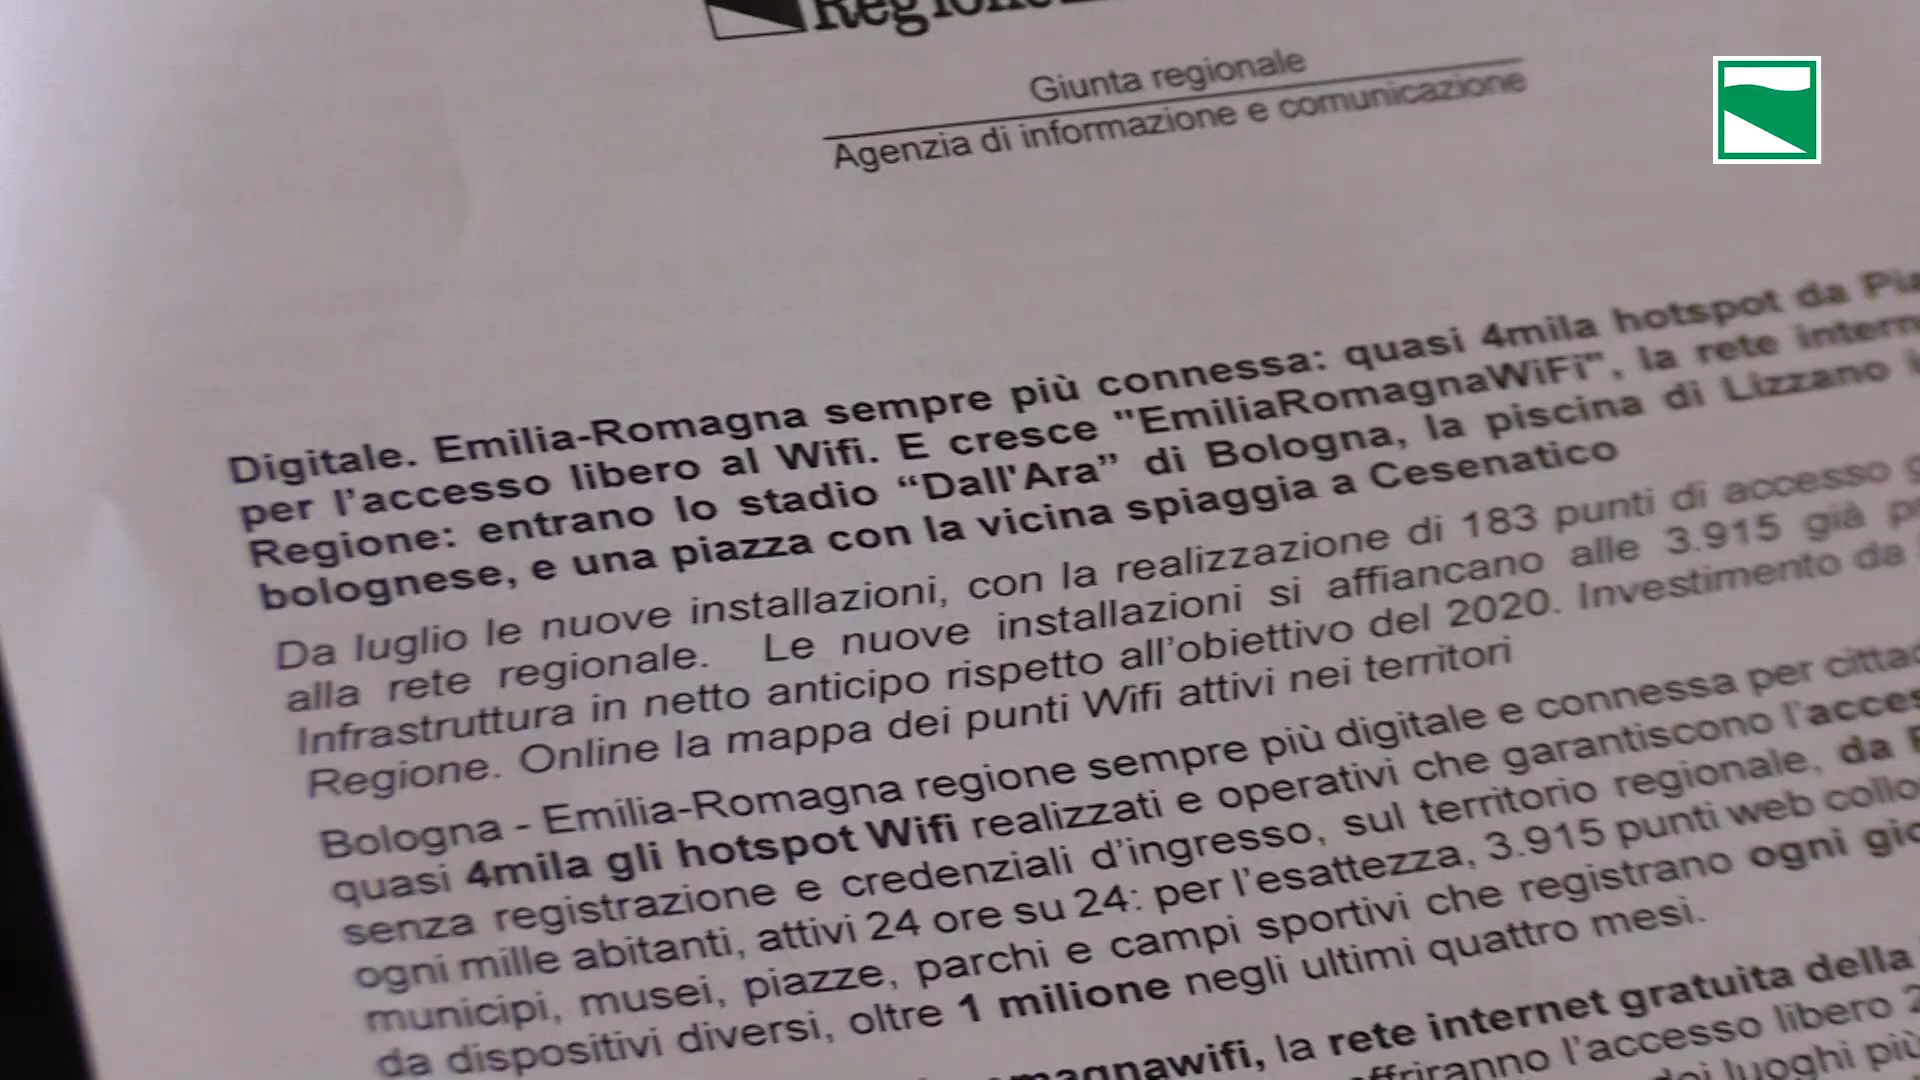 Giunta regionale
Agenzia di informazione e comunicazione
Digitale. Emilia-Romagna sempre più connessa: quasi 4mila hotspot da
per l'accesso libero al Wifi. E cresce "EmiliaRomagnaWiFi", la rete
Regione: entrano lo stadio “Dall'Ara” di Bologna, la piscina di Lizzano
bolognese, e una piazza con la vicina spiaggia a Cesenatico
Da luglio le nuove installazioni, con la realizzazione di 183 punti di accesso
alla rete regionale. Le nuove installazioni si affiancano alle 3.915 già
Infrastruttura in netto anticipo rispetto all'obiettivo del 2020. Investimento da
Regione. Online la mappa dei punti Wifi attivi nei territori
Bologna - Emilia-Romagna regione sempre più digitale e connessa per
quasi 4mila gli hotspot Wifi realizzati e operativi che garantiscono
senza registrazione e credenziali d'ingresso, sul territorio regionale, da
ogni mille abitanti, attivi 24 ore su 24: per l'esattezza, 3.915 punti web
municipi, musei, piazze, parchi e campi sportivi che registrano ogni
da dispositivi diversi, oltre 1 milione negli ultimi quattro mesi.
la rete internet gratuita della
l'accesso libero
luoghi più